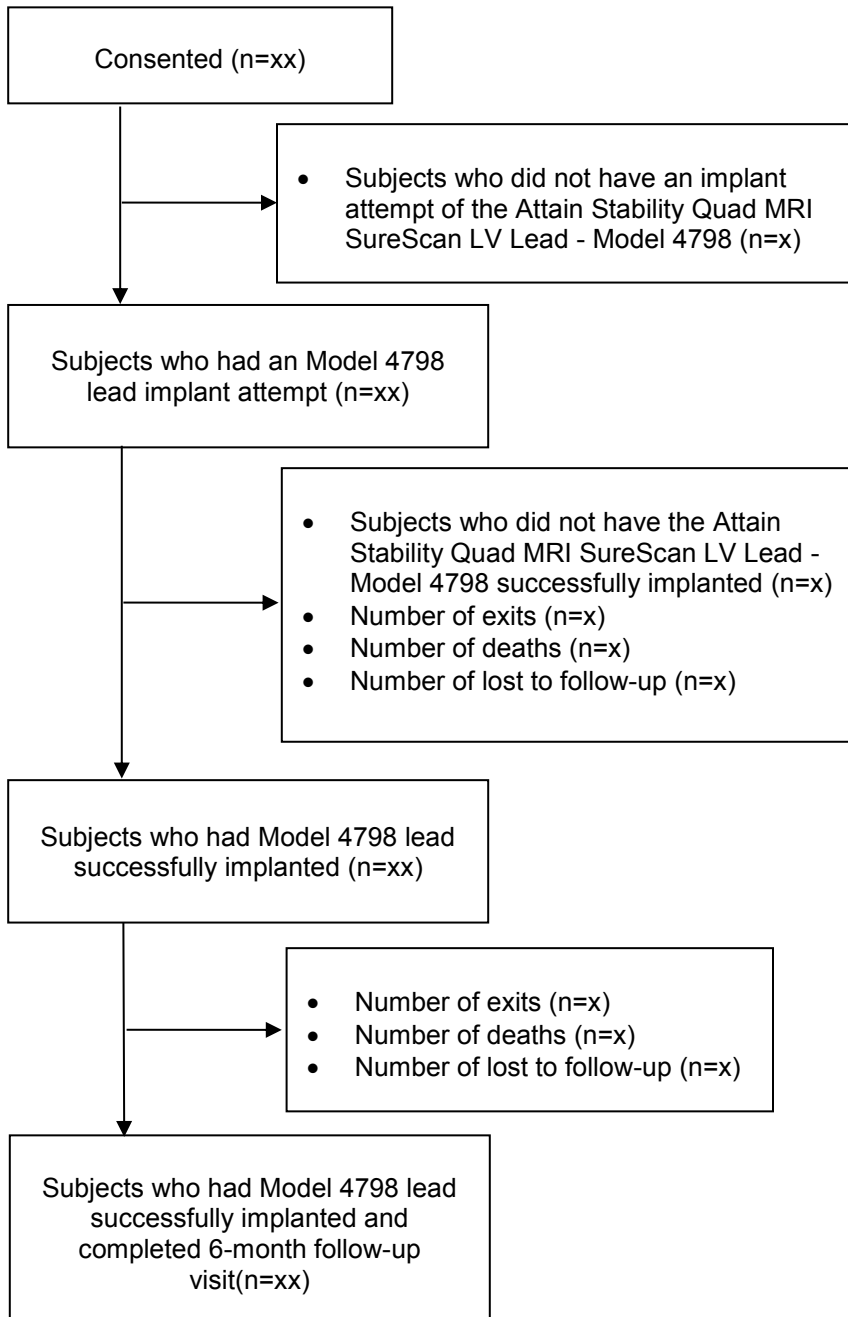 Consented (n=xx)
• Subjects who did not have an implant
attempt of the Attain Stability Quad MRI
SureScan LV Lead - Model 4798 (n=x)
Subjects who had an Model 4798
lead implant attempt (n=xx)
• Subjects who did not have the Attain
Stability Quad MRI SureScan LV Lead -
Model 4798 successfully implanted (n=x)
• Number of exits (n=x)
• Number of deaths (n=x)
• Number of lost to follow-up (n=x)
Subjects who had Model 4798 lead
successfully implanted (n=xx)
• Number of exits (n=x)
• Number of deaths (n=x)
• Number of lost to follow-up (n=x)
Subjects who had Model 4798 lead
successfully implanted and
completed 6-month follow-up
visit(n=xx)